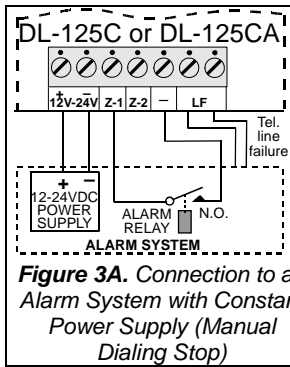 DL-125C or DL-125CA
+ –
12V-24V Z-1 Z-2 – LF
Tel.
line
failure
+ –
12-24VDC
POWER
SUPPLY
ALARM
RELAY
N.O.
ALARM SYSTEM
Figure 3A. Connection to a
Alarm System with Constan
Power Supply (Manual
Dialing Stop)